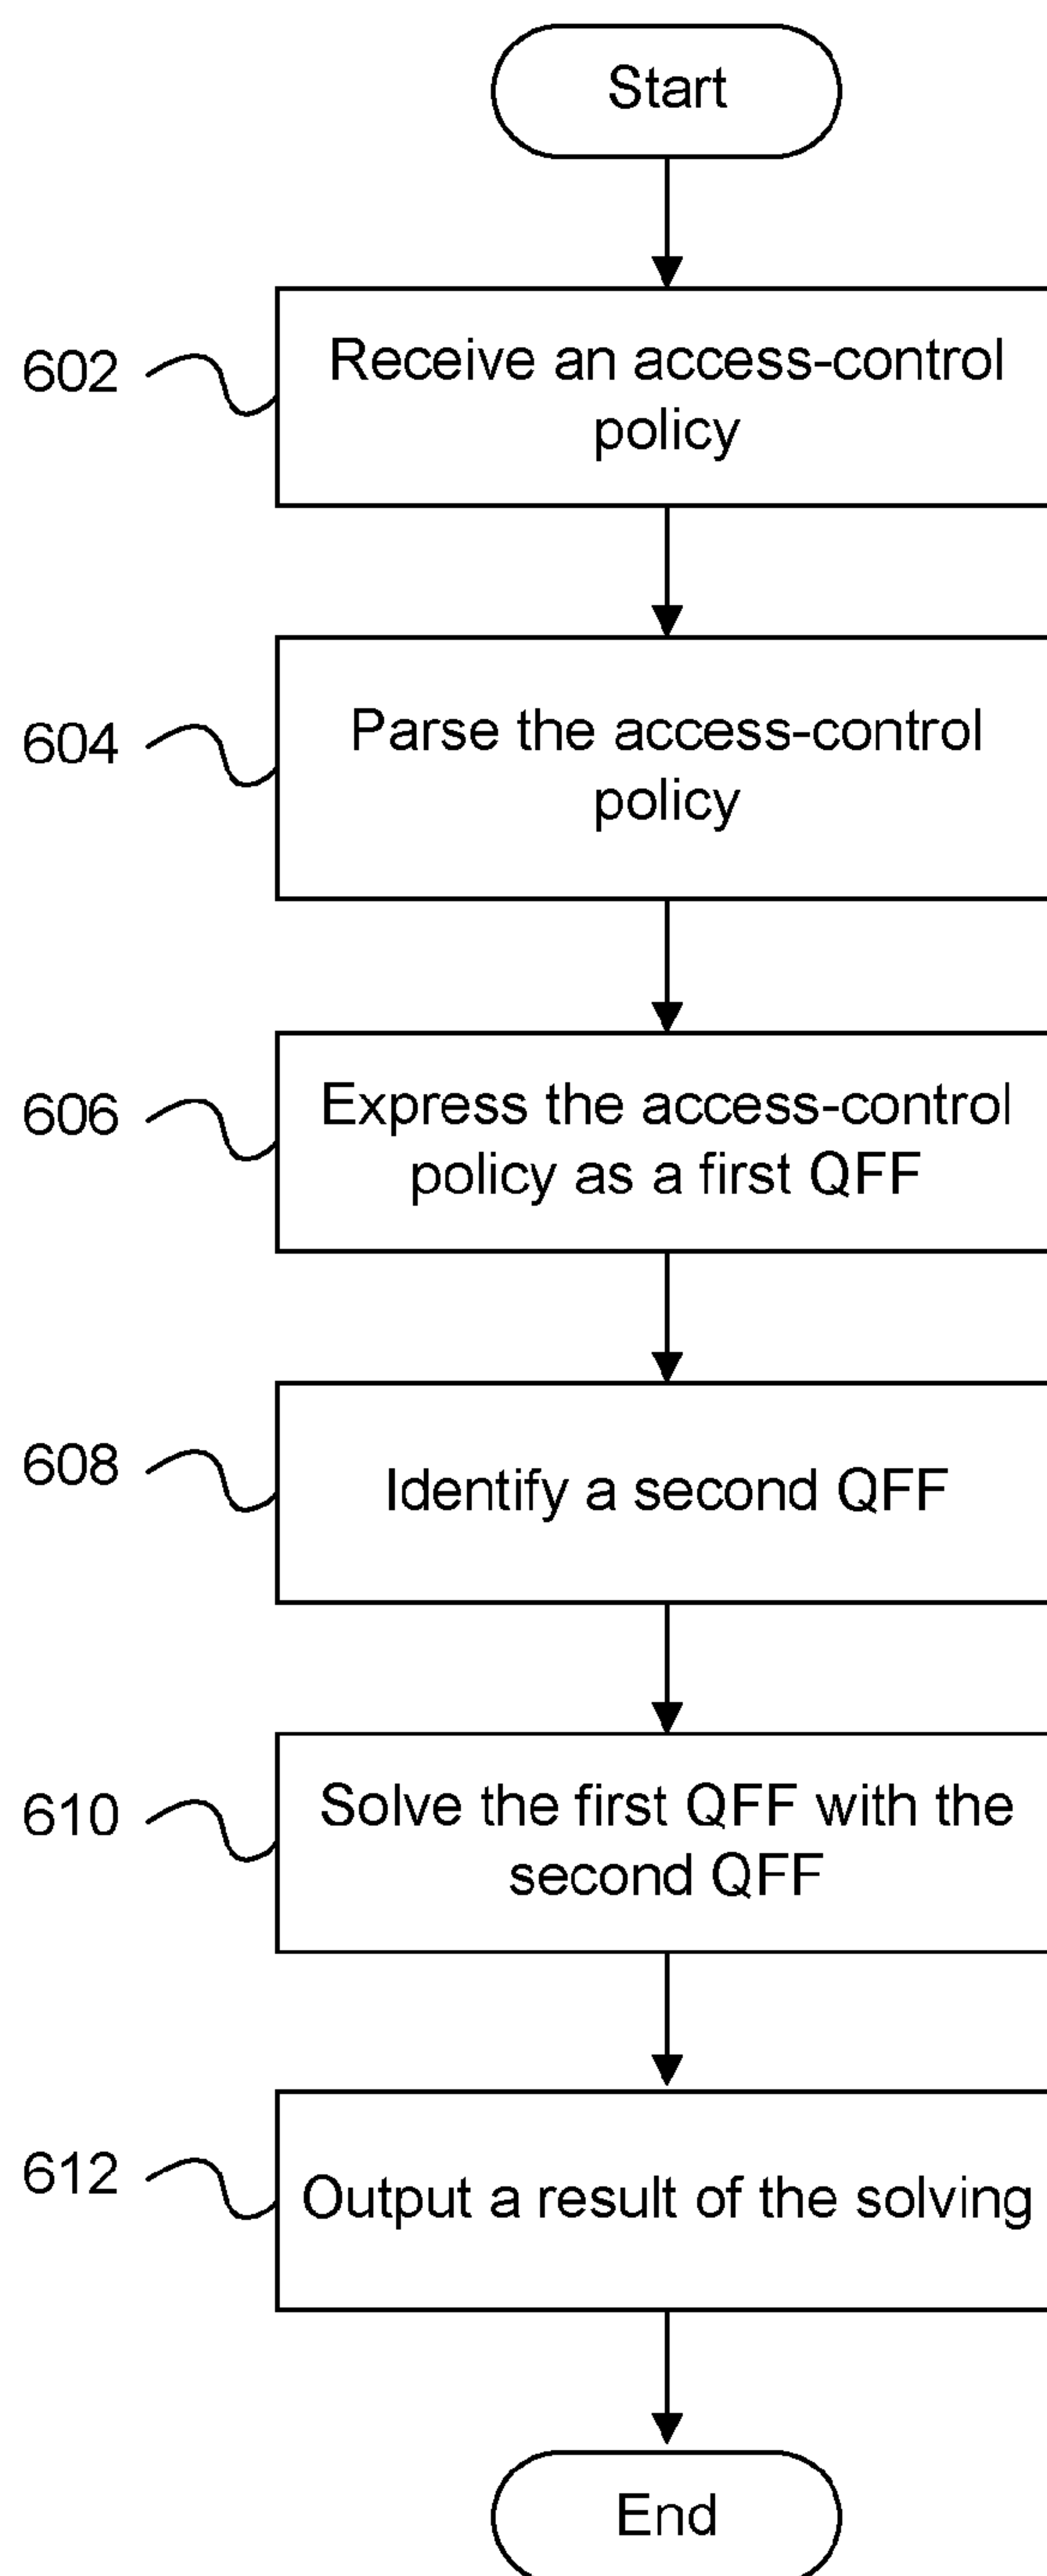 Start
602
Receive an access-control
policy
604
Parse the access-control
policy
606
Express the access-control
policy as a first QFF
608
Identify a second QFF
610
Solve the first QFF with the
second QFF
612
Output a result of the solving
End